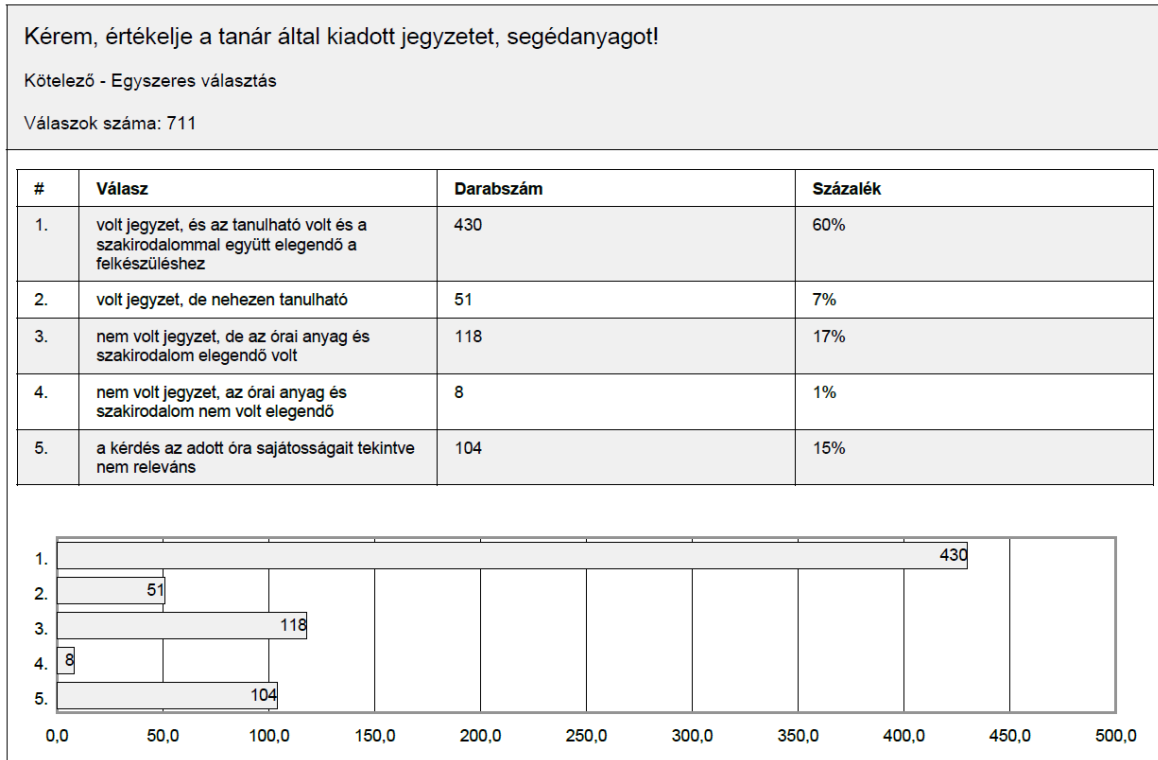 Kérem, értékelje a tanár által kiadott jegyzetet, segédanyagot!
Kötelező - Egyszeres választás
Válaszok száma: 711
# Válasz Darabszám Százalék
1. volt jegyzet, és az tanulható volt és a 430 60%
szakirodalommal együtt elegendő a
felkészüléshez
2. volt jegyzet, de nehezen tanulható 51 7%
3. nem volt jegyzet, de az órai anyag és 118 17%
szakirodalom elegendő volt
4. nem volt jegyzet, az órai anyag és 8 1%
szakirodalom nem volt elegendő
5. a kérdés az adott óra sajátosságait tekintve 104 15%
nem releváns
1. 430
2. 51
3. 118
4. 8
5. 104
0,0 50,0 100,0 150,0 200,0 250,0 300,0 350,0 400,0 450,0 500,0